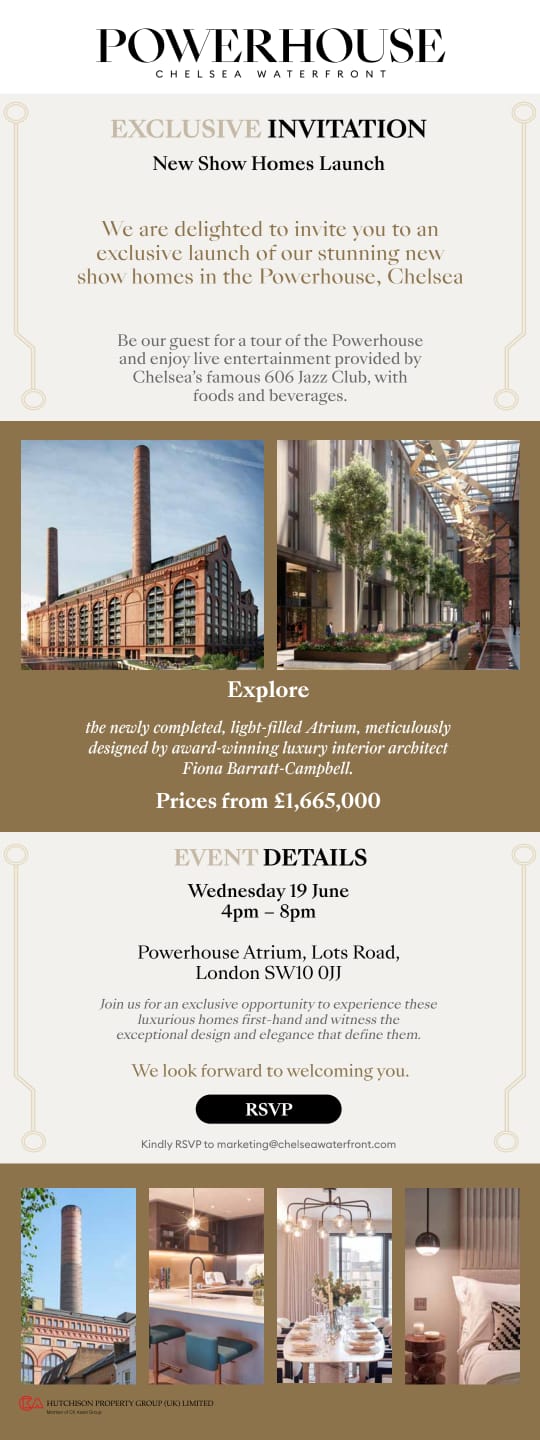 POWERHOUSE
CHELSEA WATERFRONT
EXCLUSIVE INVITATION
New Show Homes Launch
We are delighted to invite you to an
exclusive launch of our stunning new
show homes in the Powerhouse, Chelsea
Be our guest for a tour of the Powerhouse
and enjoy live entertainment provided by
Chelsea's famous 606 Jazz Club, with
foods and beverages.
Explore
the newly completed, light-filled Atrium, meticulously
designed by award-winning luxury interior architect
Fiona Barratt-Campbell.
Prices from £1,665,000
EVENT DETAILS
Wednesday 19 June
4pm – 8pm
Powerhouse Atrium, Lots Road,
London SW10 0JJ
Join us for an exclusive opportunity to experience these
luxurious homes first-hand and witness the
exceptional design and elegance that define them.
We look forward to welcoming you.
RSVP
Kindly RSVP to marketing@chelseawaterfront.com
HUTCHISON PROPERTY GROUP (UK) LIMITED
Member of CK Asset Group